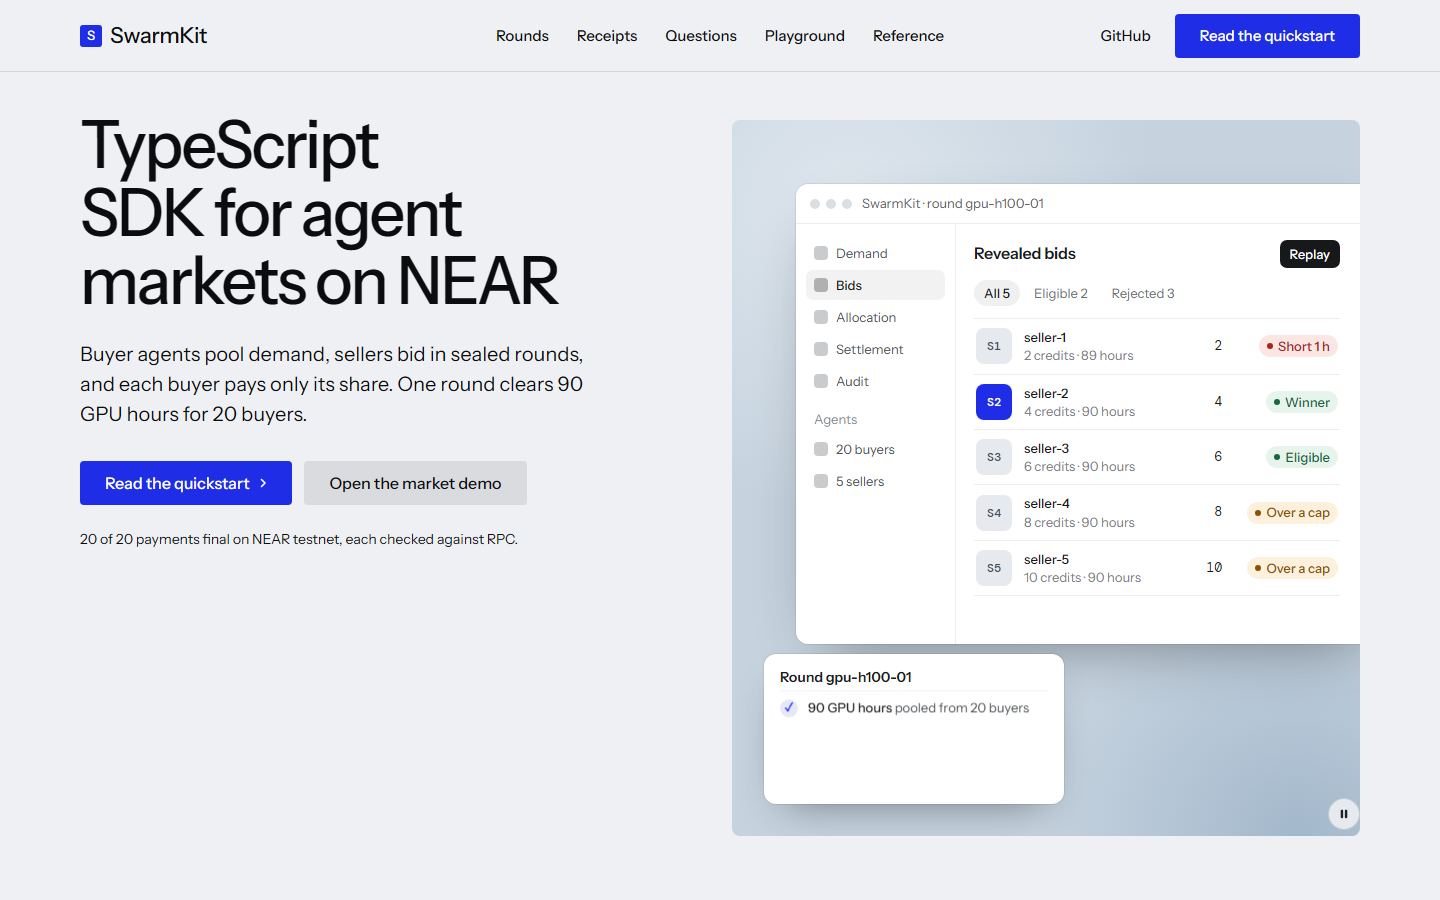 S SwarmKit
Rounds Receipts Questions Playground Reference
GitHub
Read the quickstart
TypeScript
SDK for agent
markets on NEAR
Buyer agents pool demand, sellers bid in sealed rounds,
and each buyer pays only its share. One round clears 90
GPU hours for 20 buyers.
Read the quickstart ›
Open the market demo
20 of 20 payments final on NEAR testnet, each checked against RPC.
SwarmKit · round gpu-h100-01
Demand
Bids
Allocation
Settlement
Audit
Agents
20 buyers
5 sellers
Revealed bids
Replay
All 5 Eligible 2 Rejected 3
S1 seller-1 2 Short 1 h
2 credits · 89 hours
S2 seller-2 4 Winner
4 credits · 90 hours
S3 seller-3 6 Eligible
6 credits · 90 hours
S4 seller-4 8 Over a cap
8 credits · 90 hours
S5 seller-5 10 Over a cap
10 credits · 90 hours
Round gpu-h100-01
✓ 90 GPU hours pooled from 20 buyers